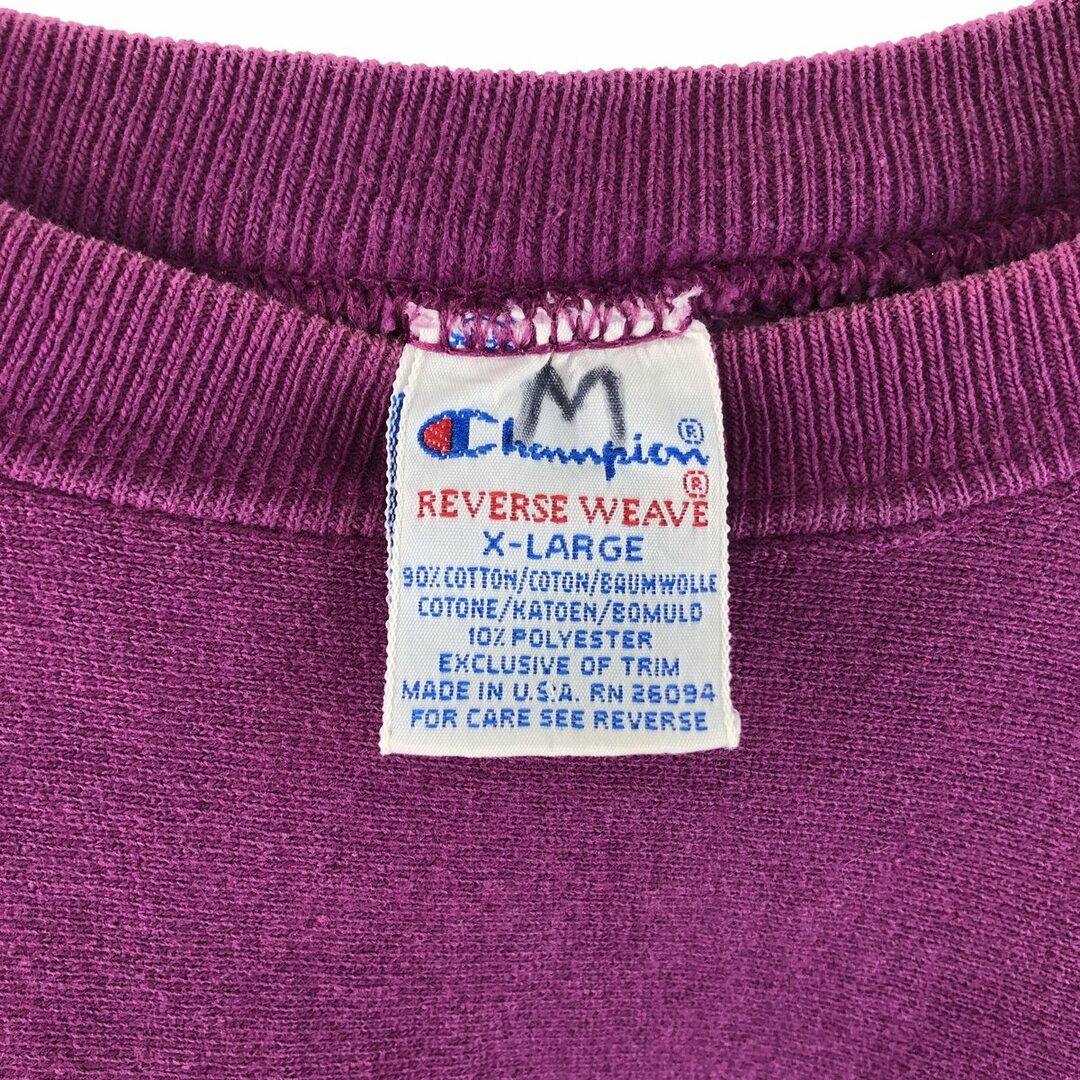 M
Champion®
REVERSE WEAVE®
X-LARGE
90% COTTON/COTON/BAUMWOLLE
COTONE/KATOEN/BOMULD
10% POLYESTER
EXCLUSIVE OF TRIM
MADE IN U.S.A. RN 26094
FOR CARE SEE REVERSE